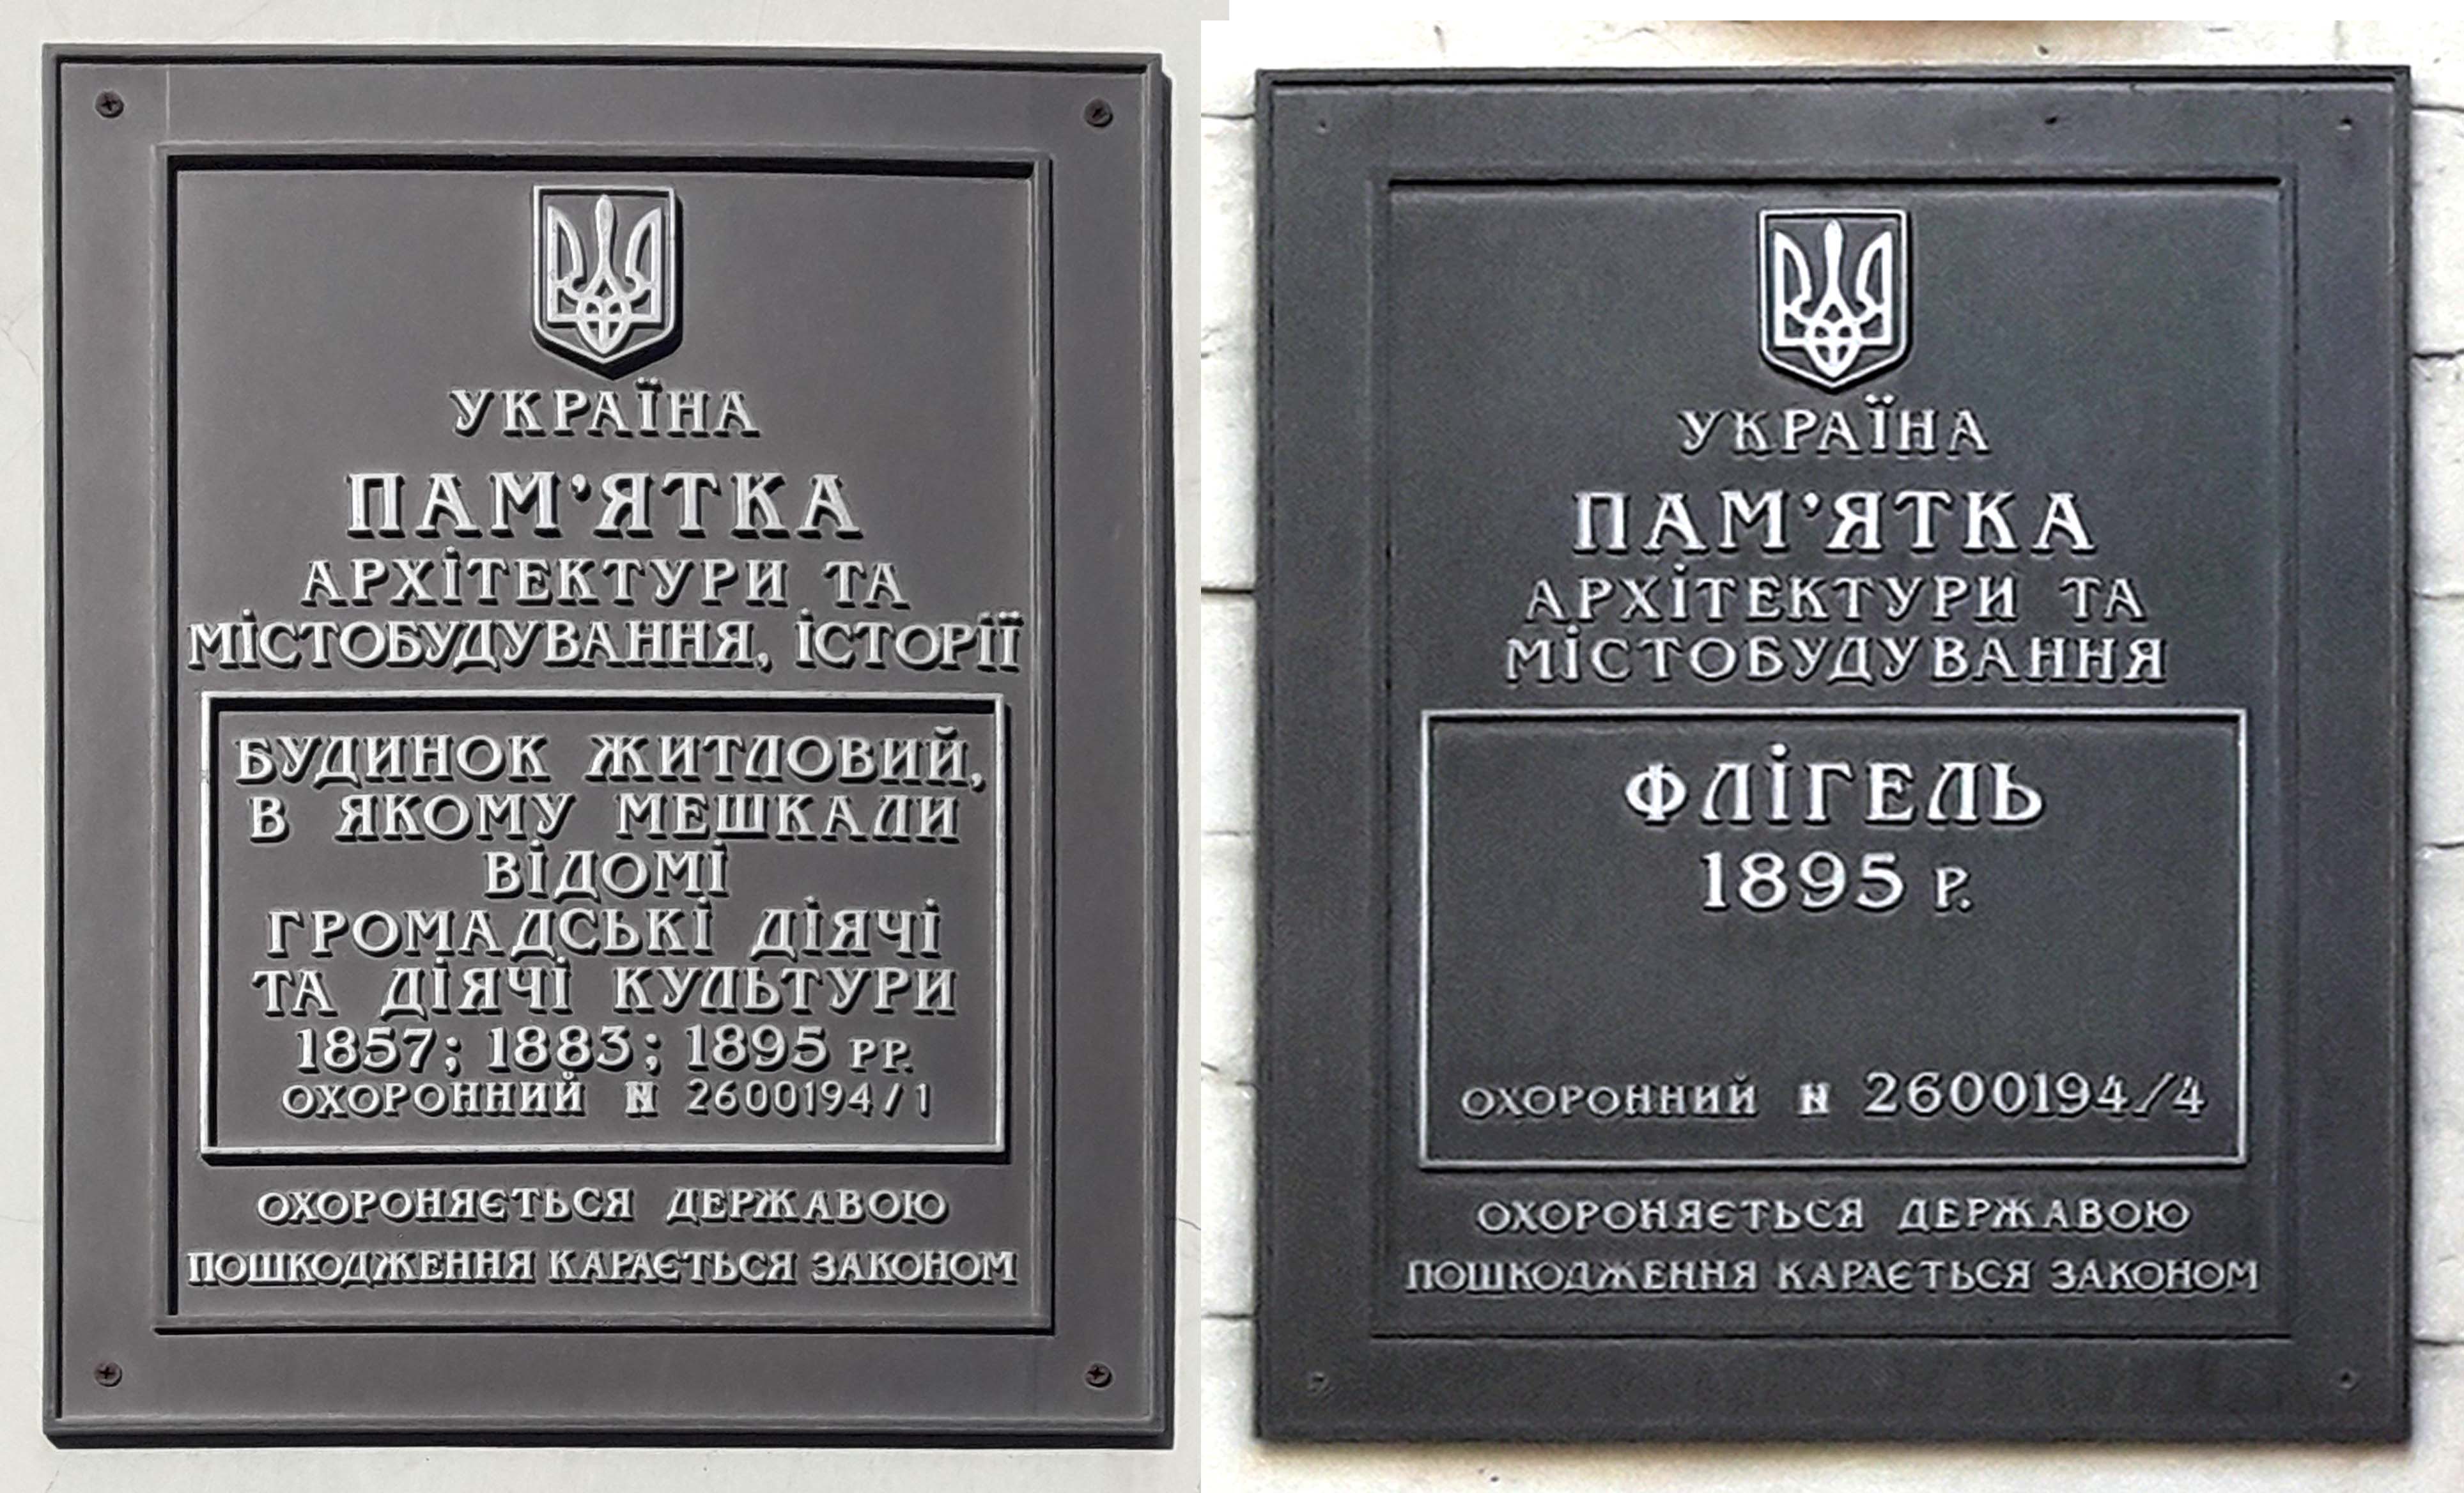 УКРАЇНА
ПАМ'ЯТКА
АРХІТЕКТУРИ ТА
МІСТОБУДУВАННЯ, ІСТОРІЇ
БУДИНОК ЖИТЛОВИЙ,
В ЯКОМУ МЕШКАЛИ
ВІДОМІ
ГРОМАДСЬКІ ДІЯЧІ
ТА ДІЯЧІ КУЛЬТУРИ
1857; 1883; 1895 РР.
ОХОРОННИЙ № 2600194/1
ОХОРОНЯЄТЬСЯ ДЕРЖАВОЮ
ПОШКОДЖЕННЯ КАРАЄТЬСЯ ЗАКОНОМ
УКРАЇНА
ПАМ'ЯТКА
АРХІТЕКТУРИ ТА
МІСТОБУДУВАННЯ
ФЛІГЕЛЬ
1895 Р.
ОХОРОННИЙ № 2600194/4
ОХОРОНЯЄТЬСЯ ДЕРЖАВОЮ
ПОШКОДЖЕННЯ КАРАЄТЬСЯ ЗАКОНОМ